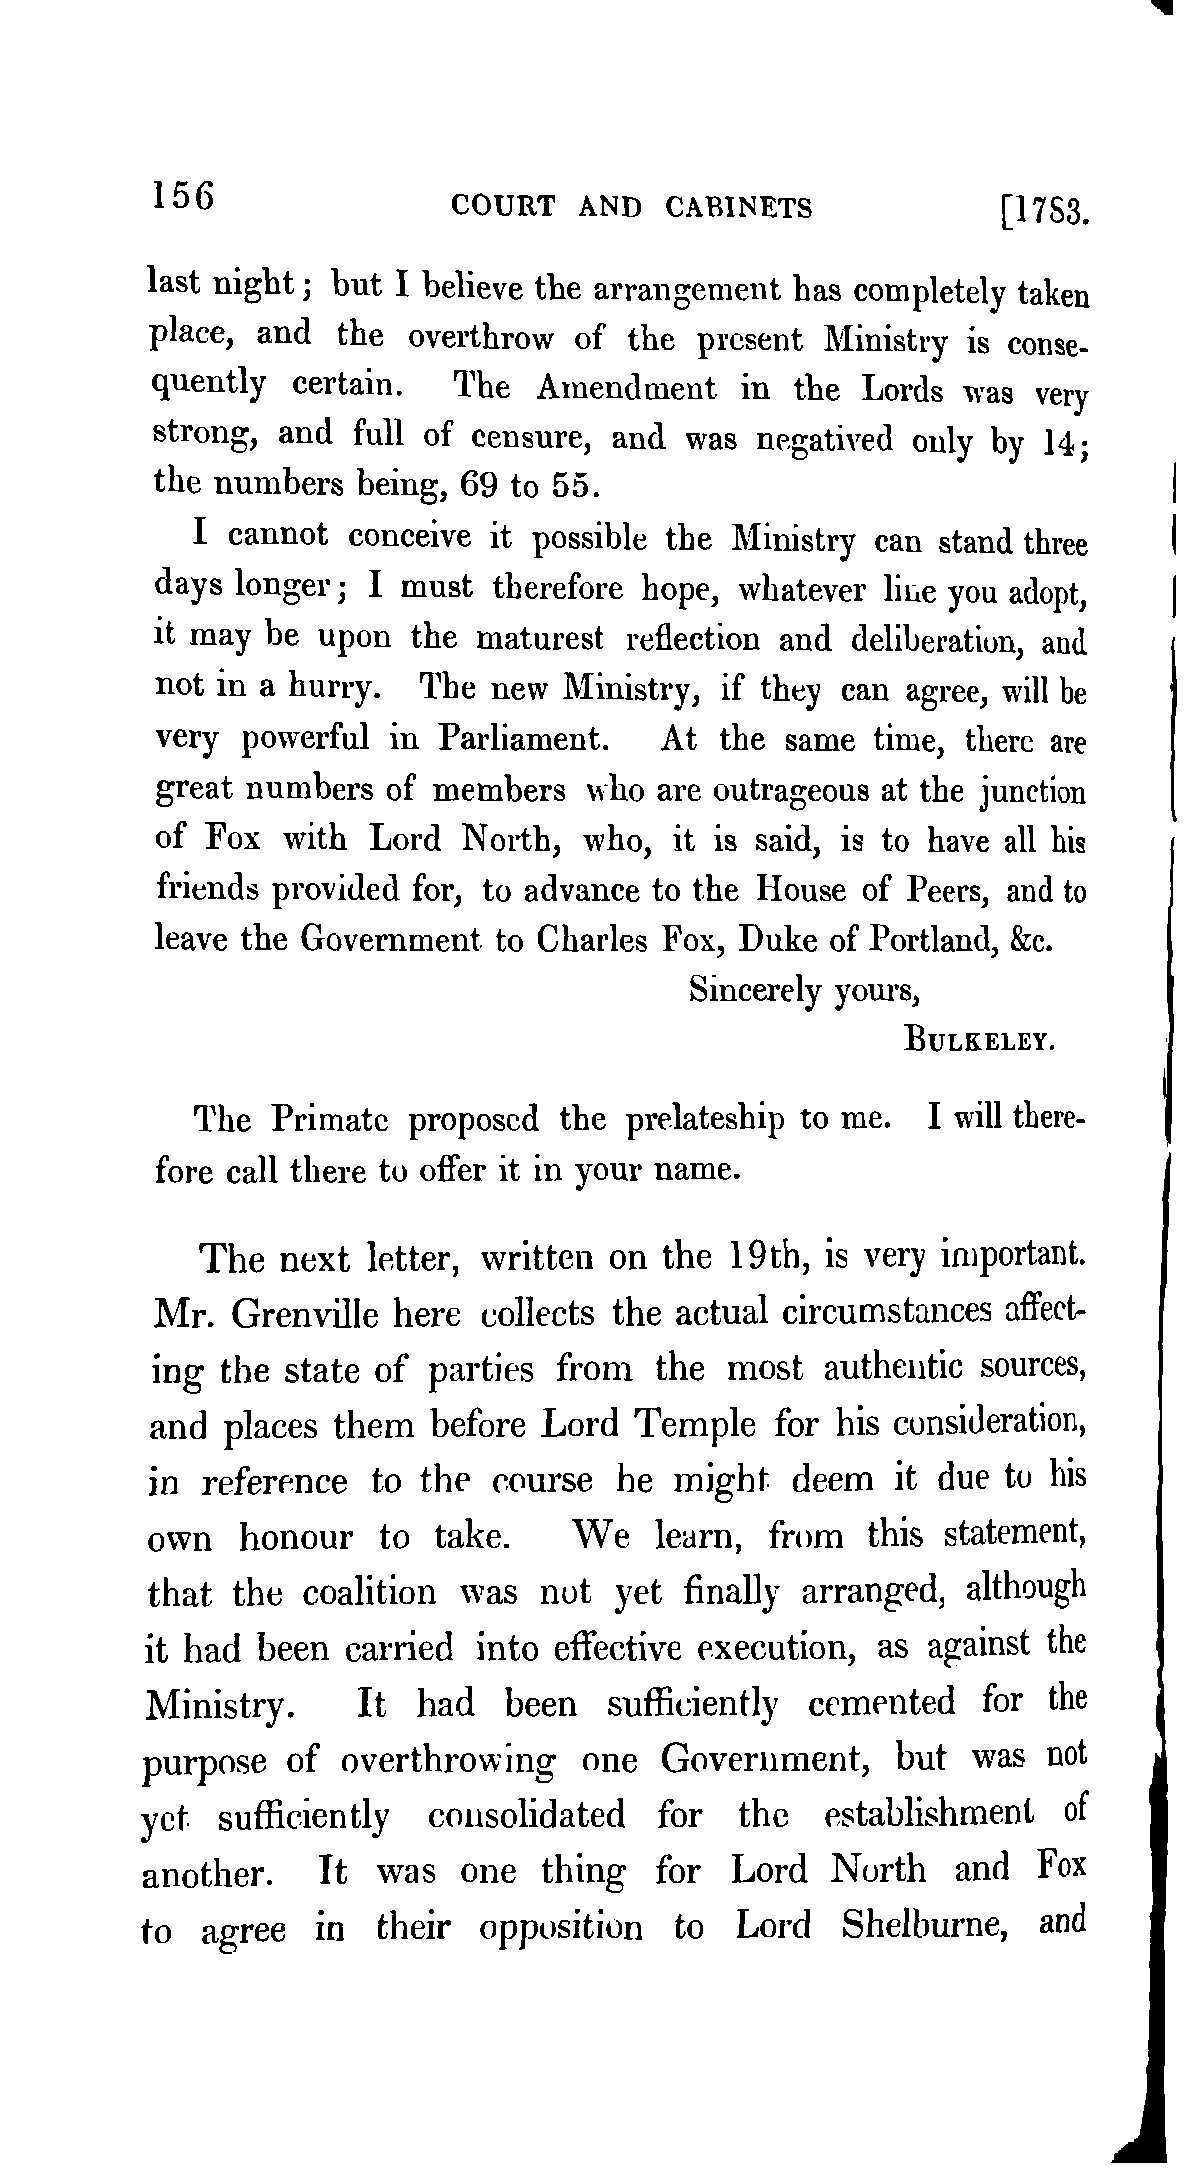 156 COURT AND CABINETS [1783.
last night; but I believe the arrangement has completely taken
place, and the overthrow of the present Ministry is conse-
quently certain. The Amendment in the Lords was very
strong, and full of censure, and was negatived only by 14;
the numbers being, 69 to 55.
I cannot conceive it possible the Ministry can stand three
days longer; I must therefore hope, whatever line you adopt,
it may be upon the maturest reflection and deliberation, and
not in a hurry. The new Ministry, if they can agree, will be
very powerful in Parliament. At the same time, there are
great numbers of members who are outrageous at the junction
of Fox with Lord North, who, it is said, is to have all his
friends provided for, to advance to the House of Peers, and to
leave the Government to Charles Fox, Duke of Portland, &c.
Sincerely yours,
BULKELEY.
The Primate proposed the prelateship to me. I will there-
fore call there to offer it in your name.
The next letter, written on the 19th, is very important.
Mr. Grenville here collects the actual circumstances affect-
ing the state of parties from the most authentic sources,
and places them before Lord Temple for his consideration,
in reference to the course he might deem it due to his
own honour to take. We learn, from this statement,
that the coalition was not yet finally arranged, although
it had been carried into effective execution, as against the
Ministry. It had been sufficiently cemented for the
purpose of overthrowing one Government, but was not
yet sufficiently consolidated for the establishment of
another. It was one thing for Lord North and Fox
to agree in their opposition to Lord Shelburne, and